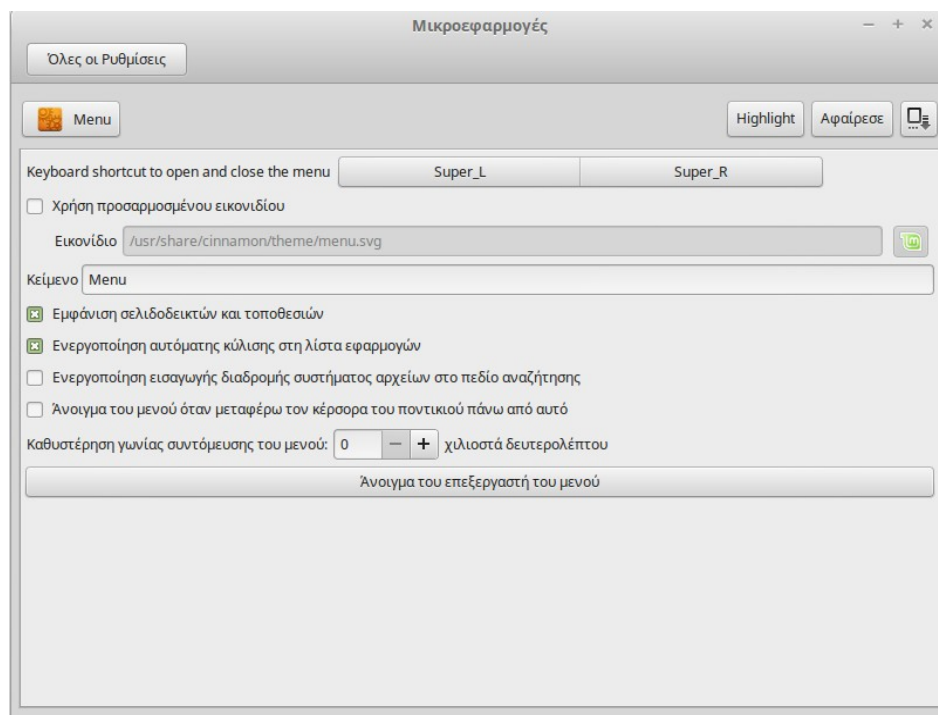 Μικροεφαρμογές
Όλες οι Ρυθμίσεις
Menu Highlight Αφαίρεσε
Keyboard shortcut to open and close the menu Super_L Super_R
Χρήση προσαρμοσμένου εικονιδίου
Εικονίδιο /usr/share/cinnamon/theme/menu.svg
Κείμενο Menu
Εμφάνιση σελιδοδεικτών και τοποθεσιών
Ενεργοποίηση αυτόματης κύλισης στη λίστα εφαρμογών
Ενεργοποίηση εισαγωγής διαδρομής συστήματος αρχείων στο πεδίο αναζήτησης
Άνοιγμα του μενού όταν μεταφέρω τον κέρσορα του ποντικιού πάνω από αυτό
Καθυστέρηση γωνίας συντόμευσης του μενού: 0 − + χιλιοστά δευτερολέπτου
Άνοιγμα του επεξεργαστή του μενού